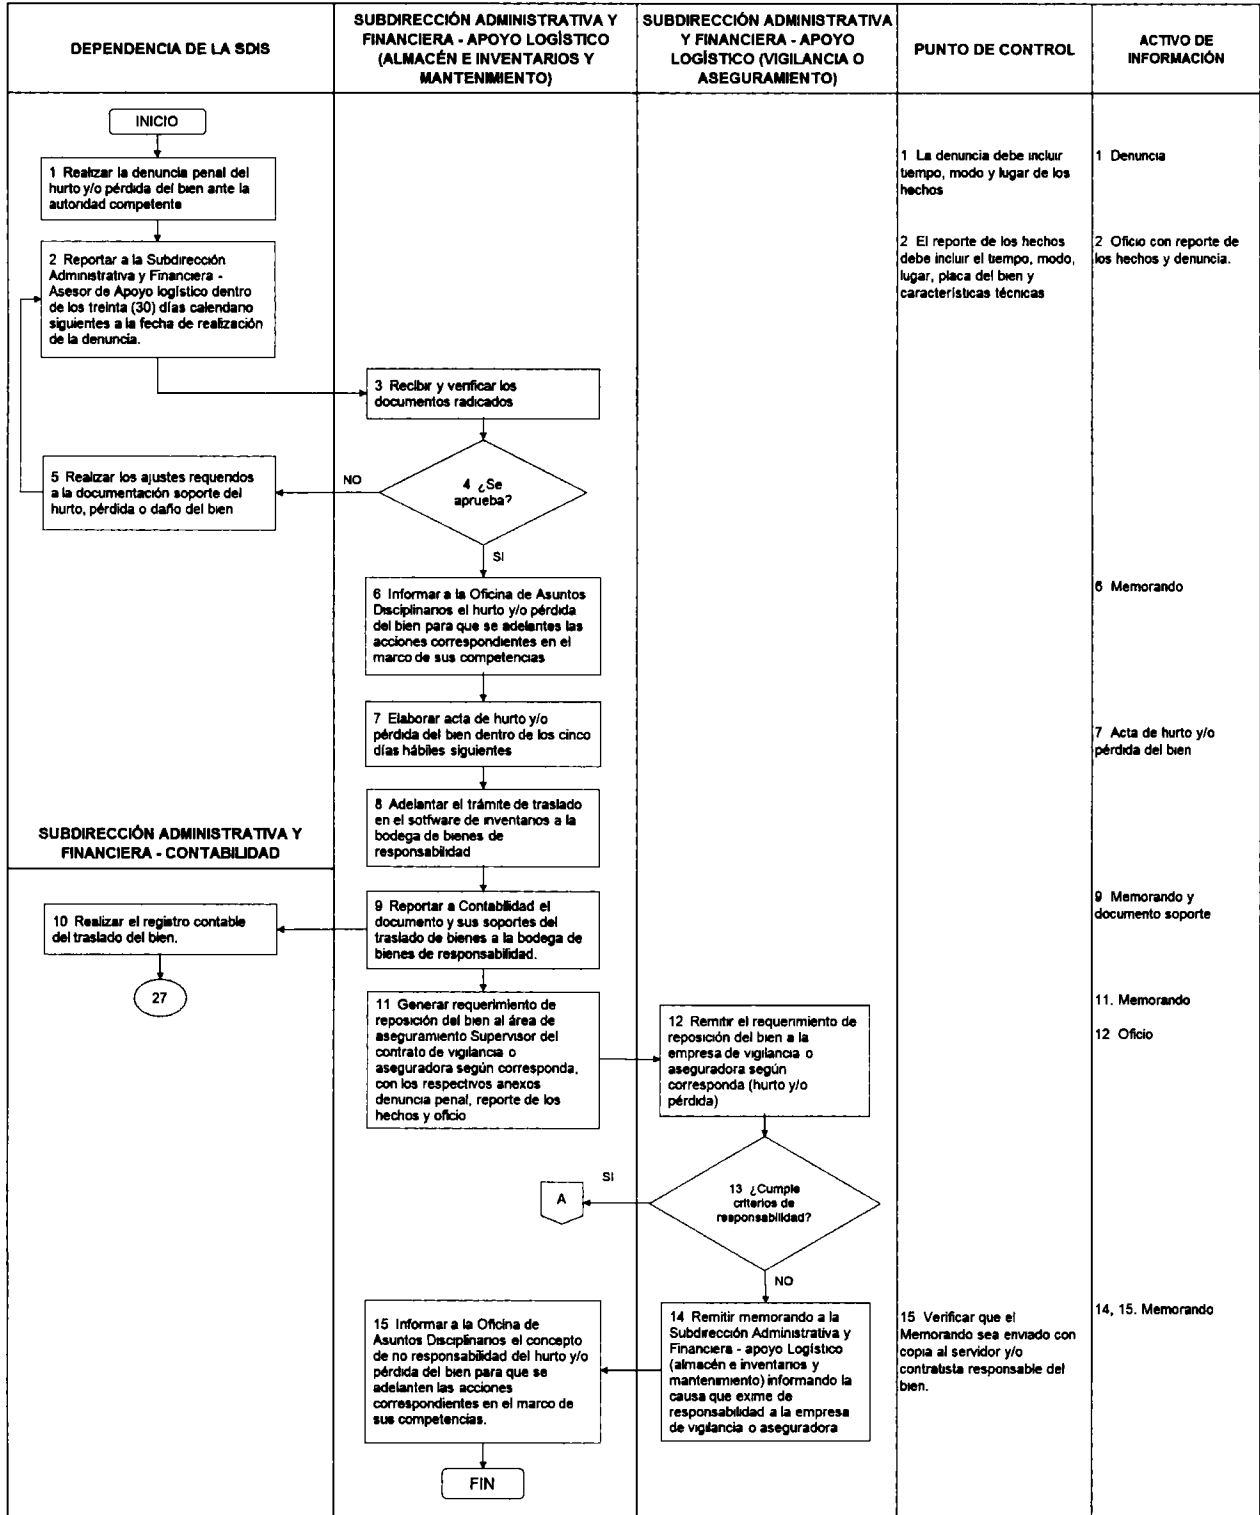 DEPENDENCIA DE LA SDIS
SUBDIRECCIÓN ADMINISTRATIVA Y
FINANCIERA - APOYO LOGÍSTICO
(ALMACÉN E INVENTARIOS Y
MANTENIMIENTO)
SUBDIRECCIÓN ADMINISTRATIVA
Y FINANCIERA - APOYO
LOGÍSTICO (VIGILANCIA O
ASEGURAMIENTO)
PUNTO DE CONTROL
ACTIVO DE
INFORMACIÓN
INICIO
1 Realizar la denuncia penal del
hurto y/o pérdida del bien ante la
autoridad competente
1 La denuncia debe incluir
tiempo, modo y lugar de los
hechos
1 Denuncia
2 Reportar a la Subdirección
Administrativa y Financiera -
Asesor de Apoyo logístico dentro
de los treinta (30) días calendario
siguientes a la fecha de realización
de la denuncia.
2 El reporte de los hechos
debe incluir el tiempo, modo,
lugar, placa del bien y
características técnicas
2 Oficio con reporte de
los hechos y denuncia.
3 Recibir y verificar los
documentos radicados
4 ¿Se
aprueba?
NO
5 Realizar los ajustes requeridos
a la documentación soporte del
hurto, pérdida o daño del bien
SI
6 Informar a la Oficina de Asuntos
Disciplinarios el hurto y/o pérdida
del bien para que se adelantes las
acciones correspondientes en el
marco de sus competencias
6 Memorando
7 Elaborar acta de hurto y/o
pérdida del bien dentro de los cinco
días hábiles siguientes
7 Acta de hurto y/o
pérdida del bien
8 Adelantar el trámite de traslado
en el sotfware de inventarios a la
bodega de bienes de
responsabilidad
SUBDIRECCIÓN ADMINISTRATIVA Y
FINANCIERA - CONTABILIDAD
9 Reportar a Contabilidad el
documento y sus soportes del
traslado de bienes a la bodega de
bienes de responsabilidad.
9 Memorando y
documento soporte
10 Realizar el registro contable
del traslado del bien.
27
11 Generar requerimiento de
reposición del bien al área de
aseguramiento Supervisor del
contrato de vigilancia o
aseguradora según corresponda,
con los respectivos anexos
denuncia penal, reporte de los
hechos y oficio
11. Memorando
12 Remitir el requerimiento de
reposición del bien a la
empresa de vigilancia o
aseguradora según
corresponda (hurto y/o
pérdida)
12 Oficio
13 ¿Cumple
criterios de
responsabilidad?
SI
A
NO
14 Remitir memorando a la
Subdirección Administrativa y
Financiera - apoyo Logístico
(almacén e inventarios y
mantenimiento) informando la
causa que exime de
responsabilidad a la empresa
de vigilancia o aseguradora
14, 15. Memorando
15 Informar a la Oficina de
Asuntos Disciplinarios el concepto
de no responsabilidad del hurto y/o
pérdida del bien para que se
adelanten las acciones
correspondientes en el marco de
sus competencias.
15 Verificar que el
Memorando sea enviado con
copia al servidor y/o
contratista responsable del
bien.
FIN